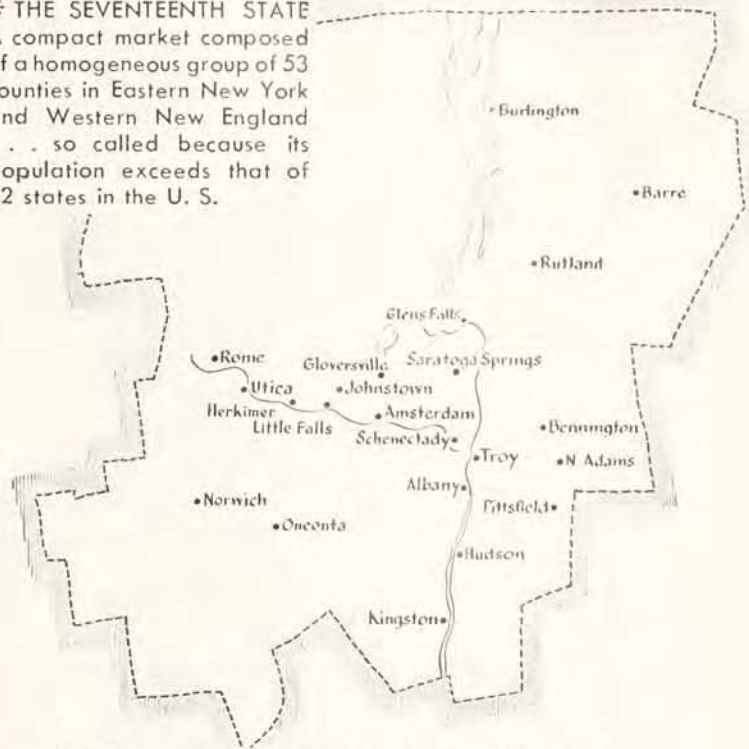 THE SEVENTEENTH STATE
compact market composed
f a homogeneous group of 53
ounties in Eastern New York
nd Western New England
. . so called because its
opulation exceeds that of
2 states in the U. S.
Burlington
Barre
Rutland
Glens Falls
Rome
Gloversville
Saratoga Springs
Utica
Johnstown
Herkimer
Amsterdam
Little Falls
Schenectady
Bennington
Troy
N Adams
Albany
Pittsfield
Norwich
Oneonta
Hudson
Kingston